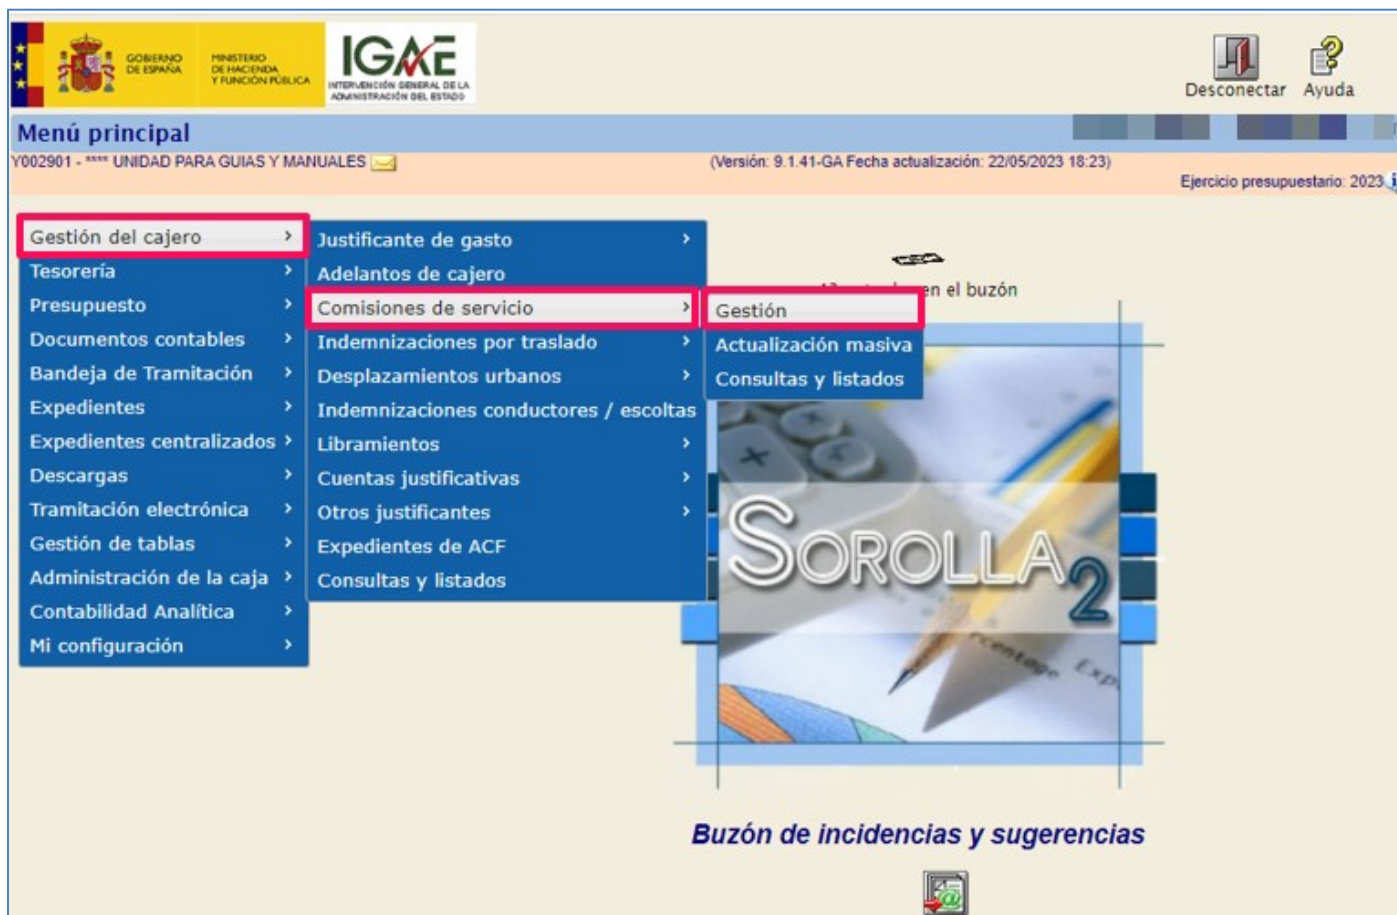 GOBIERNO DE ESPAÑA
MINISTERIO DE HACIENDA Y FUNCIÓN PÚBLICA
IGAE
INTERVENCIÓN GENERAL DE LA
ADMINISTRACIÓN DEL ESTADO
Desconectar Ayuda
Menú principal
Y002901 - **** UNIDAD PARA GUIAS Y MANUALES
(Versión: 9.1.41-GA Fecha actualización: 22/05/2023 18:23)
Ejercicio presupuestario: 2023
Gestión del cajero
Tesorería
Presupuesto
Documentos contables
Bandeja de Tramitación
Expedientes
Expedientes centralizados
Descargas
Tramitación electrónica
Gestión de tablas
Administración de la caja
Contabilidad Analítica
Mi configuración
Justificante de gasto
Adelantos de cajero
Comisiones de servicio
Indemnizaciones por traslado
Desplazamientos urbanos
Indemnizaciones conductores / escoltas
Libramientos
Cuentas justificativas
Otros justificantes
Expedientes de ACF
Consultas y listados
Gestión
Actualización masiva
Consultas y listados
en el buzón
SOROLLA2
Buzón de incidencias y sugerencias